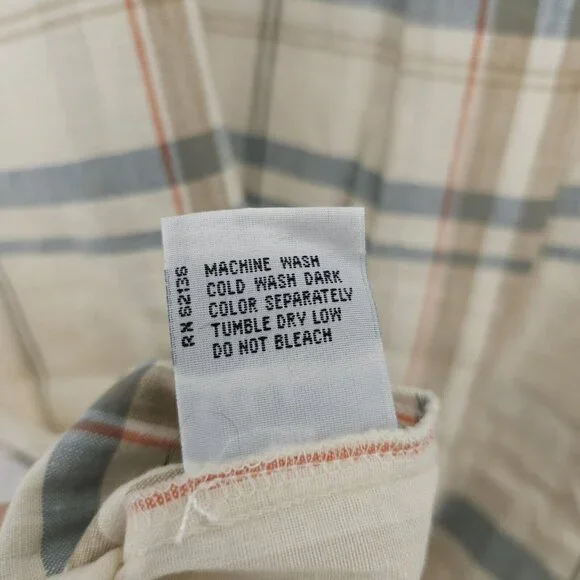 RN 62136
MACHINE WASH
COLD WASH DARK
COLOR SEPARATELY
TUMBLE DRY LOW
DO NOT BLEACH